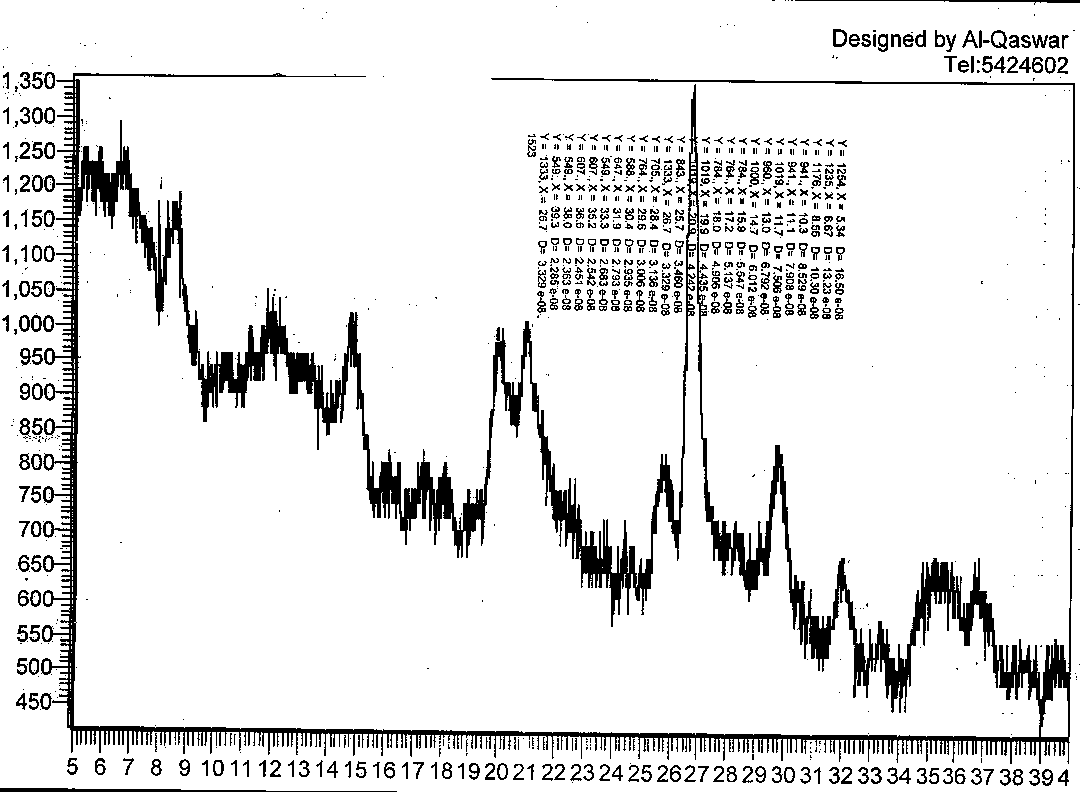 Designed by Al-Qaswar
Tel:5424602
1,350
1,300
1,250
1,200
1,150
1,100
1,050
1,000
950
900
850
800
750
700
650
600
550
500
450
Y = 1254, X = 5.34 D= 16.50 e-08
Y = 1235, X = 6.67 D= 13.23 e-08
Y = 1176, X = 8.56 D= 10.30 e-08
Y = 941., X = 10.3 D= 8.529 e-08
Y = 941., X = 11.1 D= 7.908 e-08
Y = 1019, X = 11.7 D= 7.506 e-08
Y = 960., X = 13.0 D= 6.792 e-08
Y = 1000, X = 14.7 D= 6.012 e-08
Y = 784., X = 15.9 D= 5.547 e-08
Y = 764., X = 17.2 D= 5.137 e-08
Y = 784., X = 18.0 D= 4.906 e-08
Y = 1019, X = 19.9 D= 4.435 e-08
Y = 1019, X = 20.9 D= 4.242 e-08
Y = 843., X = 25.7 D= 3.460 e-08
Y = 1333, X = 26.7 D= 3.329 e-08
Y = 705., X = 28.4 D= 3.136 e-08
Y = 764., X = 29.6 D= 3.006 e-08
Y = 588., X = 30.4 D= 2.935 e-08
Y = 647., X = 31.9 D= 2.793 e-08
Y = 549., X = 33.3 D= 2.683 e-08
Y = 607., X = 35.2 D= 2.542 e-08
Y = 607., X = 36.6 D= 2.451 e-08
Y = 549., X = 38.0 D= 2.363 e-08
Y = 549., X = 39.3 D= 2.285 e-08
Y = 1333, X = 26.7 D= 3.329 e-08
1523
5 6 7 8 9 10 11 12 13 14 15 16 17 18 19 20 21 22 23 24 25 26 27 28 29 30 31 32 33 34 35 36 37 38 39 4